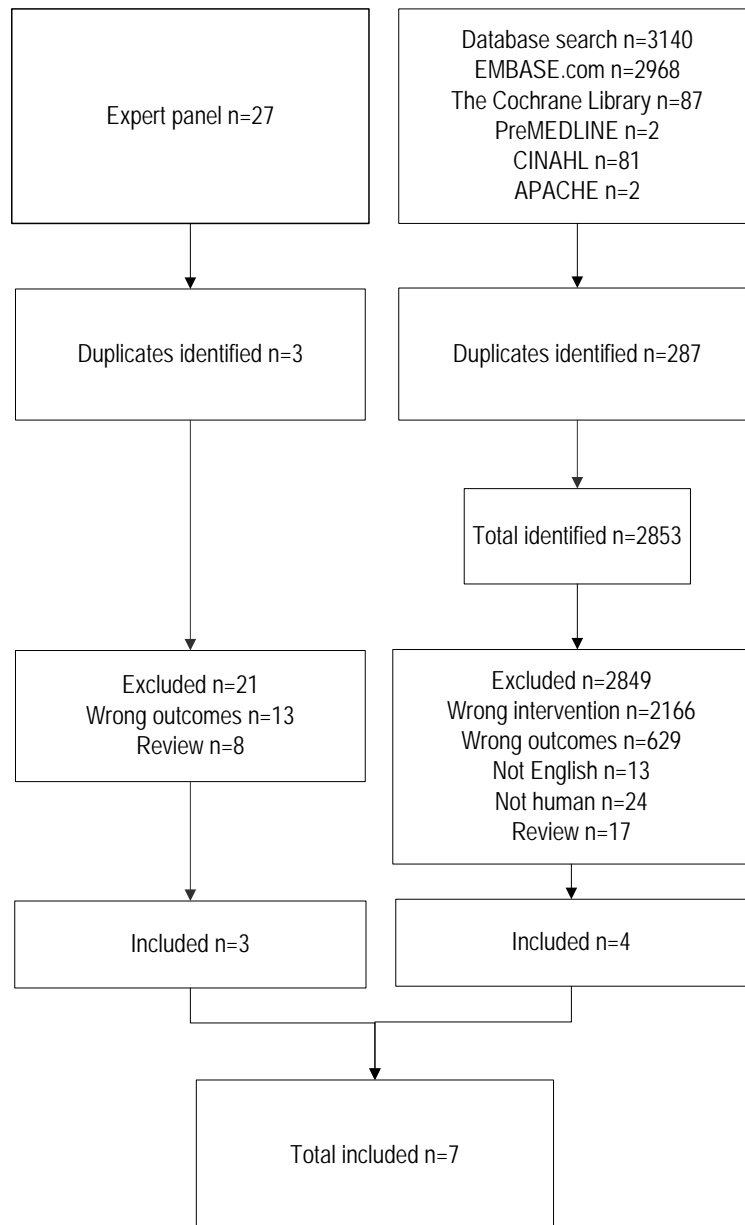 Expert panel n=27
Database search n=3140
EMBASE.com n=2968
The Cochrane Library n=87
PreMEDLINE n=2
CINAHL n=81
APACHE n=2
Duplicates identified n=3
Duplicates identified n=287
Total identified n=2853
Excluded n=21
Wrong outcomes n=13
Review n=8
Excluded n=2849
Wrong intervention n=2166
Wrong outcomes n=629
Not English n=13
Not human n=24
Review n=17
Included n=3
Included n=4
Total included n=7